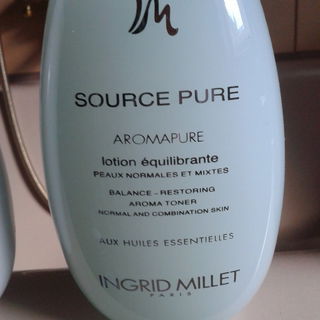 M
SOURCE PURE
AROMAPURE
lotion équilibrante
PEAUX NORMALES ET MIXTES
BALANCE - RESTORING
AROMA TONER
NORMAL AND COMBINATION SKIN
AUX HUILES ESSENTIELLES
INGRID MILLET
PARIS